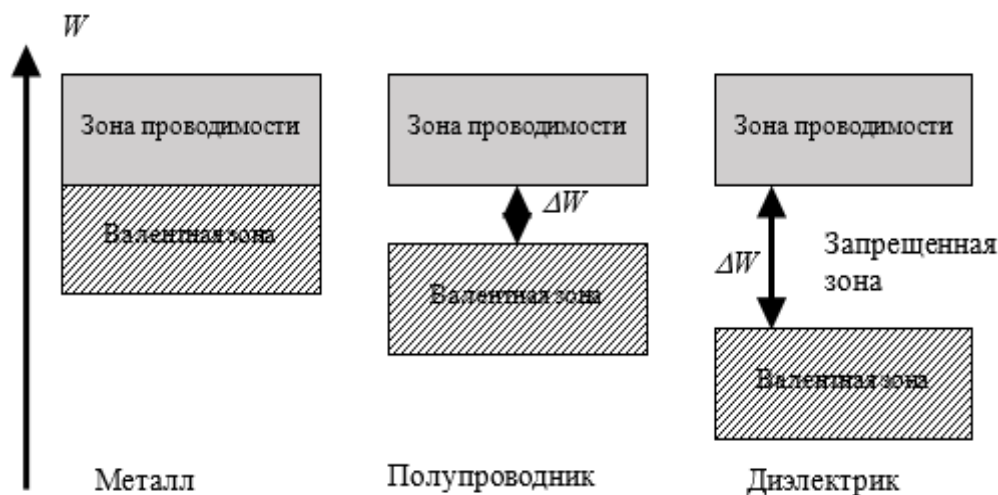 W
Зона проводимости
Зона проводимости
Зона проводимости
Валентная зона
ΔW
Валентная зона
ΔW
Запрещенная
зона
Валентная зона
Металл
Полупроводник
Диэлектрик